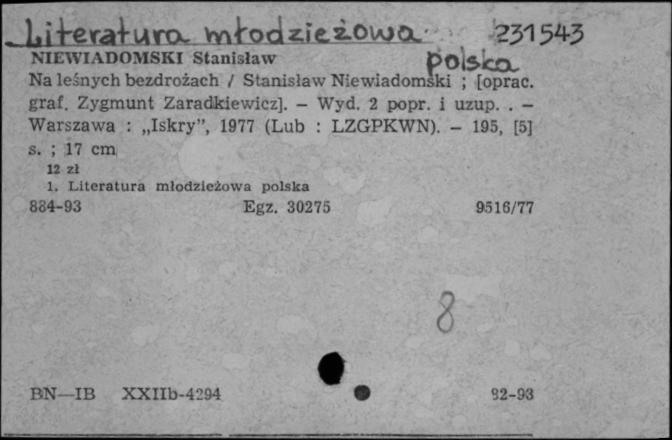 Literatura młodzieżowa 231543
polska
NIEWIADOMSKI Stanisław
Na leśnych bezdrożach / Stanisław Niewiadomski ; [oprac.
graf. Zygmunt Zaradkiewicz]. — Wyd. 2 popr. i uzup. . —
Warszawa : „Iskry”, 1977 (Lub : LZGPKWN). — 195, [5]
s. ; 17 cm
12 zł
1. Literatura młodzieżowa polska
884-93 Egz. 30275 9516/77
8
BN—IB XXIIb-4294 82-93